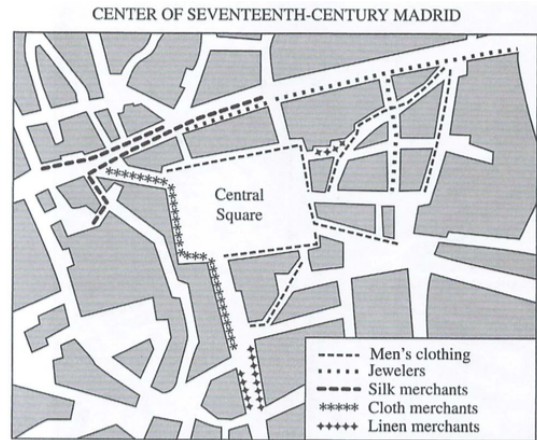 CENTER OF SEVENTEENTH-CENTURY MADRID
Central
Square
Men's clothing
Jewelers
Silk merchants
Cloth merchants
Linen merchants